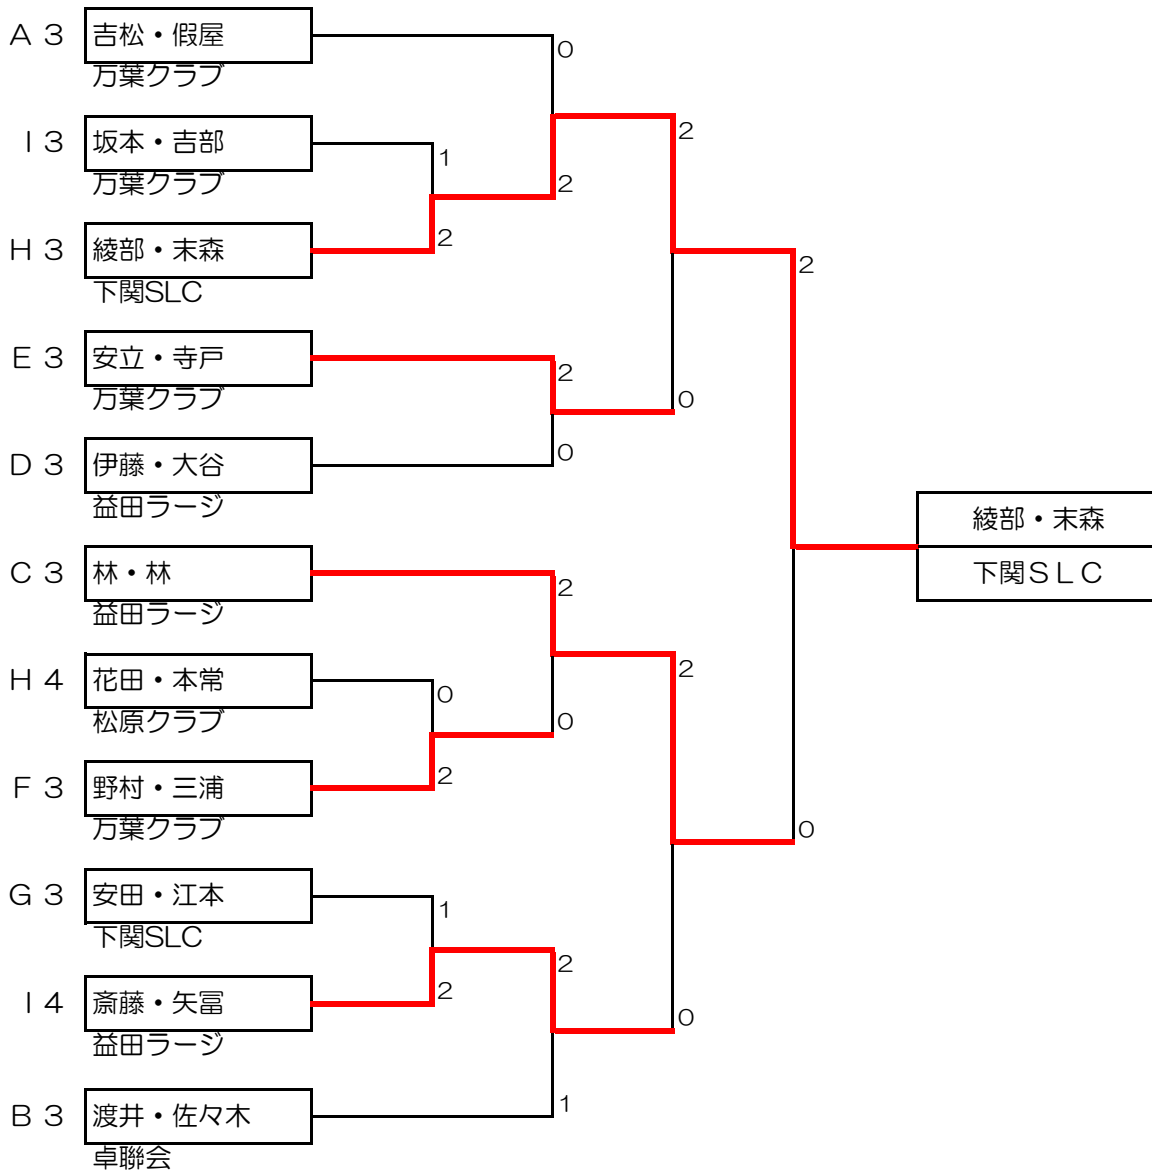 Ａ３ 吉松・假屋
０
万葉クラブ
２
Ｉ３ 坂本・吉部
１
万葉クラブ
２
Ｈ３ 綾部・末森
２
２
下関SLC
Ｅ３ 安立・寺戸
２
万葉クラブ
０
Ｄ３ 伊藤・大谷
０
益田ラージ
綾部・末森
Ｃ３ 林・林
２
下関ＳＬＣ
益田ラージ
２
Ｈ４ 花田・本常
０
松原クラブ
０
Ｆ３ 野村・三浦
２
万葉クラブ
０
Ｇ３ 安田・江本
１
下関SLC
２
Ｉ４ 斎藤・矢冨
２
０
益田ラージ
Ｂ３ 渡井・佐々木
１
卓聯会